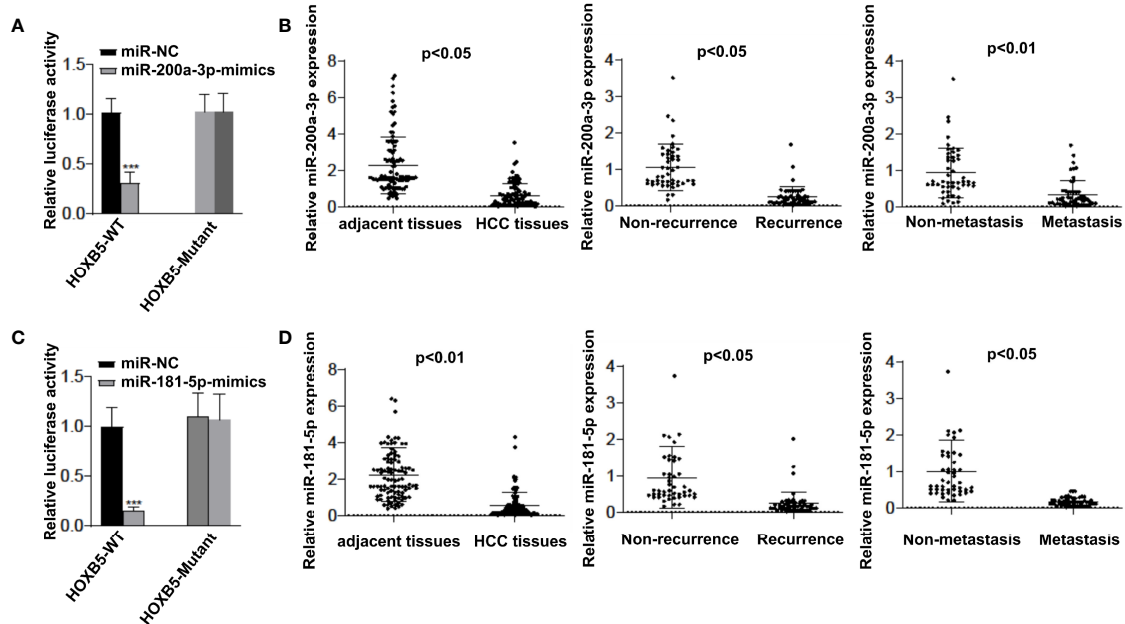 A
Relative luciferase activity
miR-NC
miR-200a-3p-mimics
1.5
1.0
0.5
0.0
***
HOXB5-WT
HOXB5-Mutant
B
Relative miR-200a-3p expression
p<0.05
8
6
4
2
0
adjacent tissues
HCC tissues
Relative miR-200a-3p expression
p<0.05
4
3
2
1
0
Non-recurrence
Recurrence
Relative miR-200a-3p expression
p<0.01
4
3
2
1
0
Non-metastasis
Metastasis
C
Relative luciferase activity
miR-NC
miR-181-5p-mimics
1.5
1.0
0.5
0.0
***
HOXB5-WT
HOXB5-Mutant
D
Relative miR-181-5p expression
p<0.01
8
6
4
2
0
adjacent tissues
HCC tissues
Relative miR-181-5p expression
p<0.05
4
3
2
1
0
Non-recurrence
Recurrence
Relative miR-181-5p expression
p<0.05
4
3
2
1
0
Non-metastasis
Metastasis